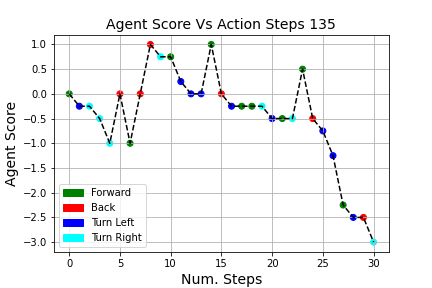 Agent Score Vs Action Steps 135
1.0
0.5
0.0
−0.5
−1.0
−1.5
−2.0
−2.5
−3.0
Agent Score
Forward
Back
Turn Left
Turn Right
0 5 10 15 20 25 30
Num. Steps